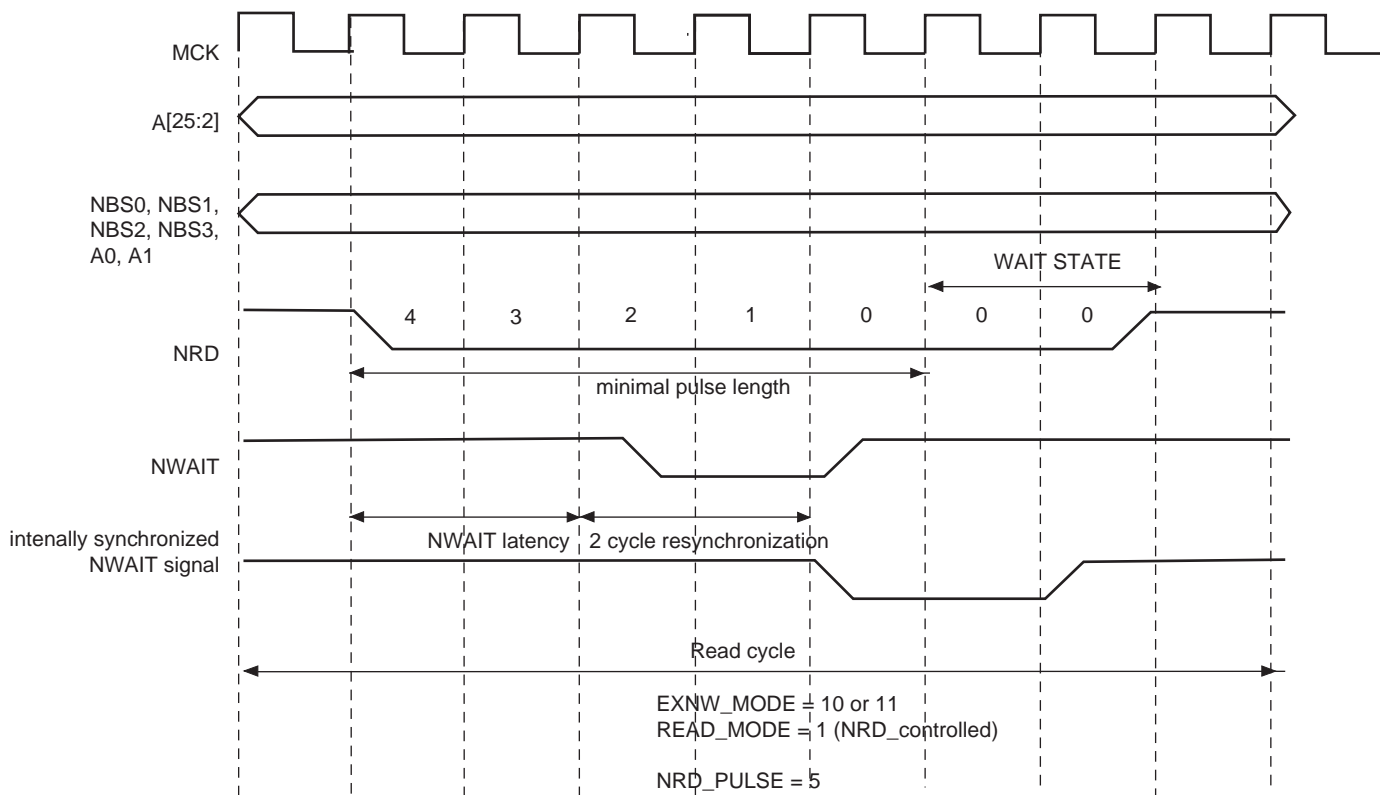 MCK
A[25:2]
NBS0, NBS1,
NBS2, NBS3,
A0, A1
WAIT STATE
4 3 2 1 0 0 0
NRD
minimal pulse length
NWAIT
NWAIT latency 2 cycle resynchronization
intenally synchronized
NWAIT signal
Read cycle
EXNW_MODE = 10 or 11
READ_MODE = 1 (NRD_controlled)
NRD_PULSE = 5